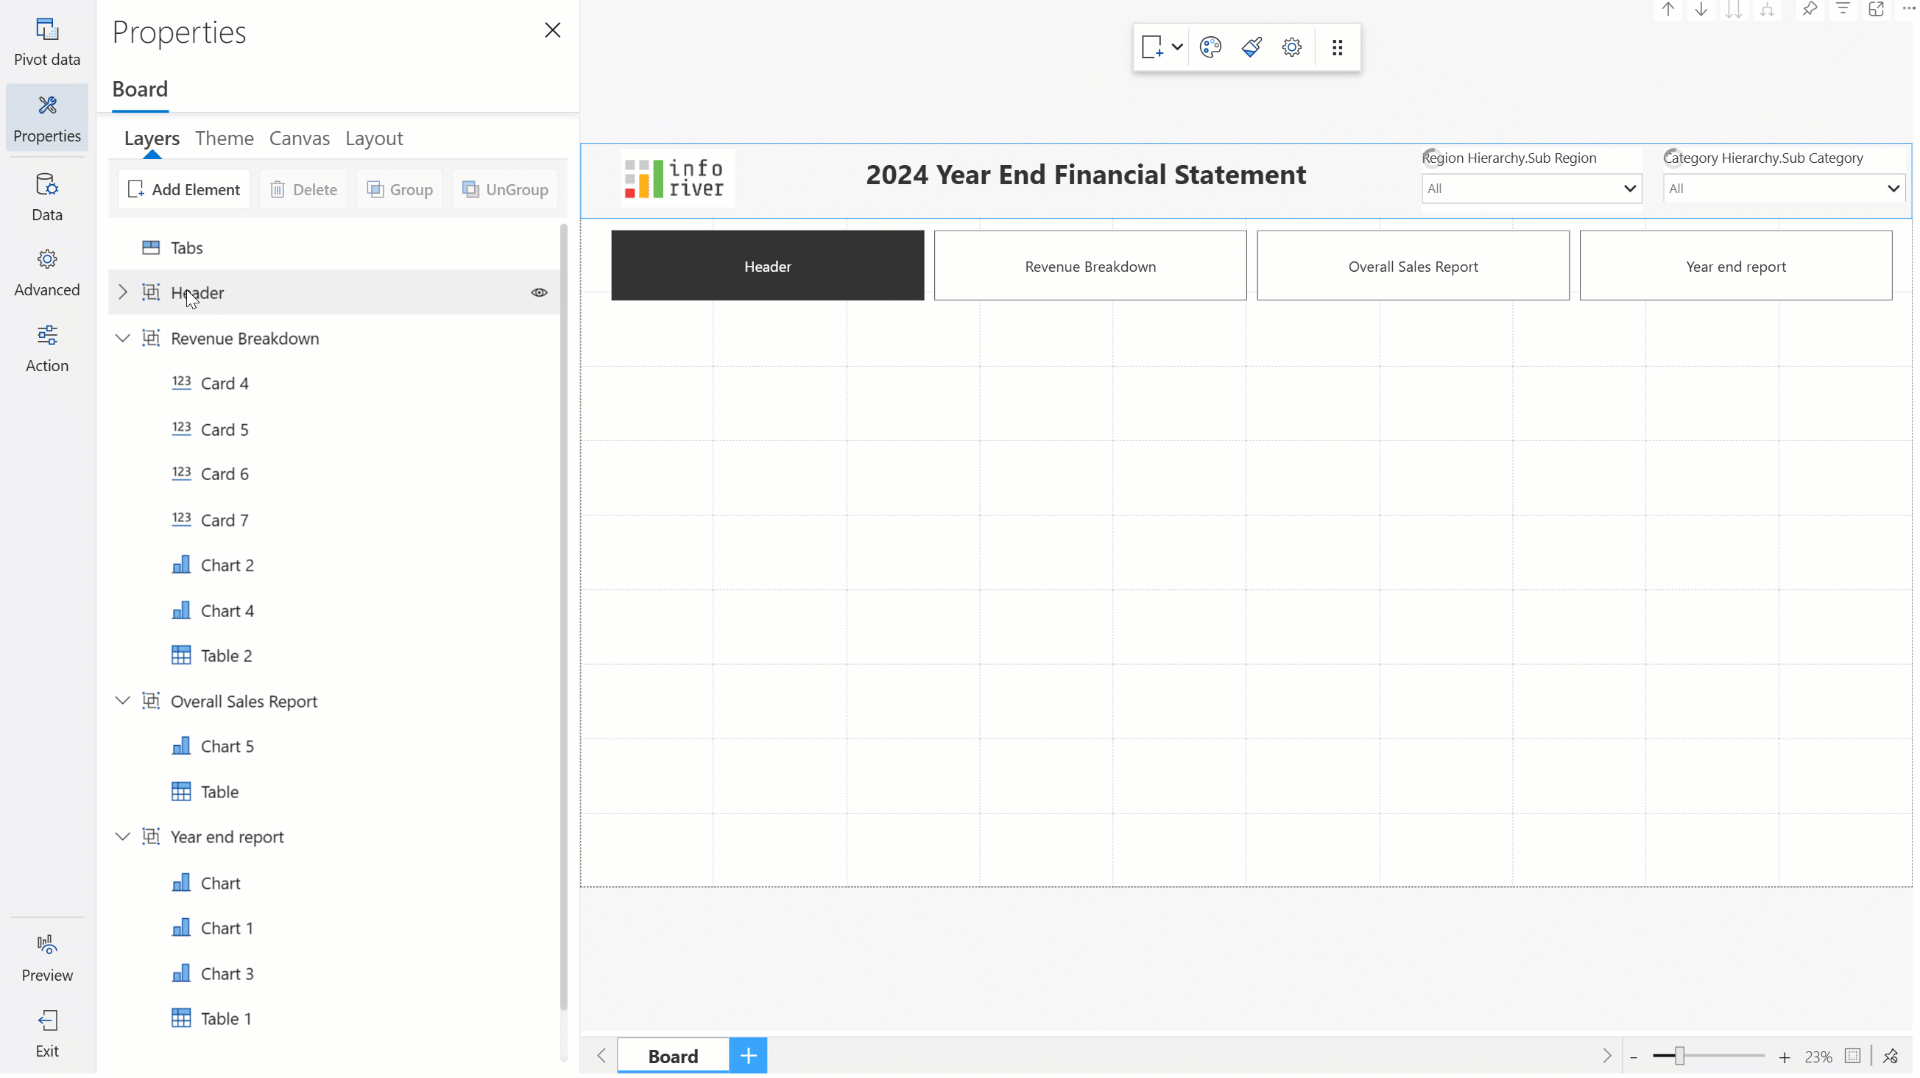 Pivot data
Properties
Data
Advanced
Action
Preview
Exit
Properties
Board
Layers Theme Canvas Layout
Add Element Delete Group UnGroup
Tabs
Header
Revenue Breakdown
123 Card 4
123 Card 5
123 Card 6
123 Card 7
Chart 2
Chart 4
Table 2
Overall Sales Report
Chart 5
Table
Year end report
Chart
Chart 1
Chart 3
Table 1
info
river
2024 Year End Financial Statement
Region Hierarchy.Sub Region
All
Category Hierarchy.Sub Category
All
Header
Revenue Breakdown
Overall Sales Report
Year end report
Board
- + 23%